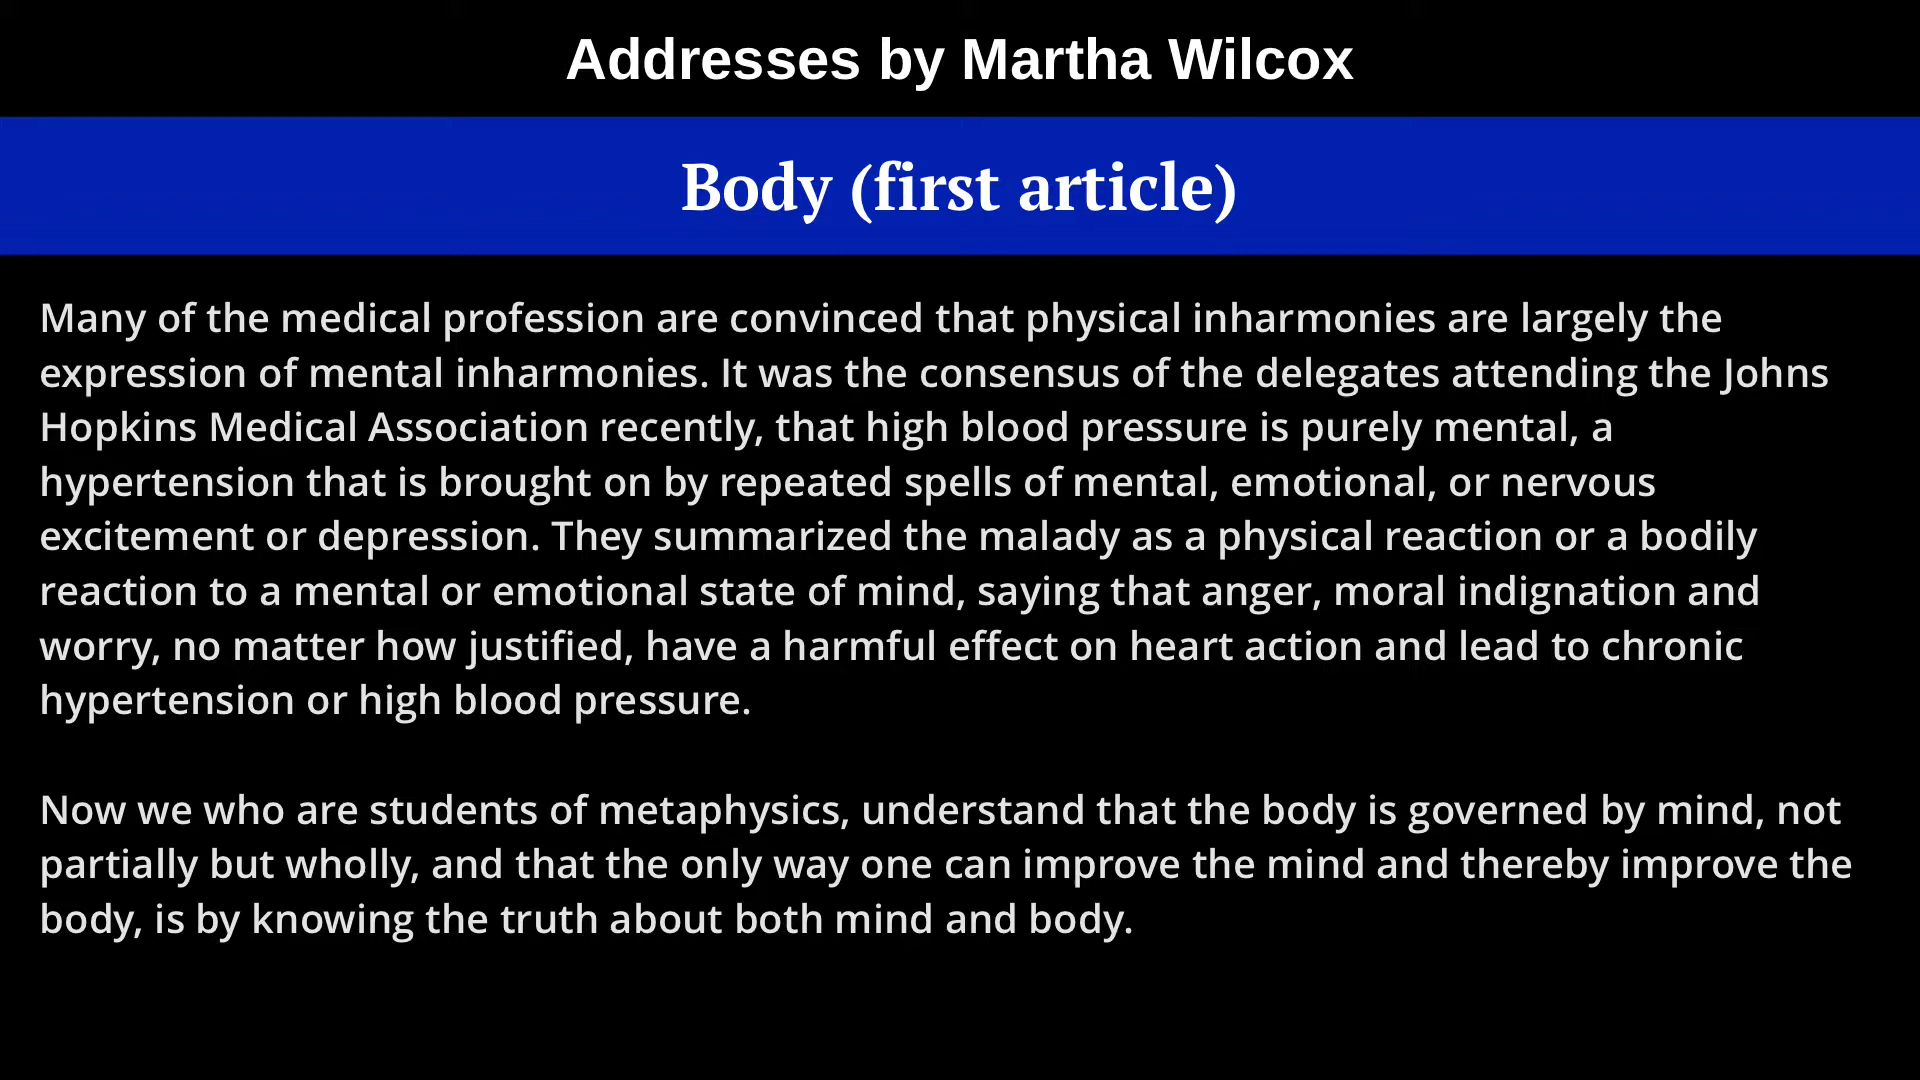 Addresses by Martha Wilcox
Body (first article)
Many of the medical profession are convinced that physical inharmonies are largely the
expression of mental inharmonies. It was the consensus of the delegates attending the Johns
Hopkins Medical Association recently, that high blood pressure is purely mental, a
hypertension that is brought on by repeated spells of mental, emotional, or nervous
excitement or depression. They summarized the malady as a physical reaction or a bodily
reaction to a mental or emotional state of mind, saying that anger, moral indignation and
worry, no matter how justified, have a harmful effect on heart action and lead to chronic
hypertension or high blood pressure.
Now we who are students of metaphysics, understand that the body is governed by mind, not
partially but wholly, and that the only way one can improve the mind and thereby improve the
body, is by knowing the truth about both mind and body.